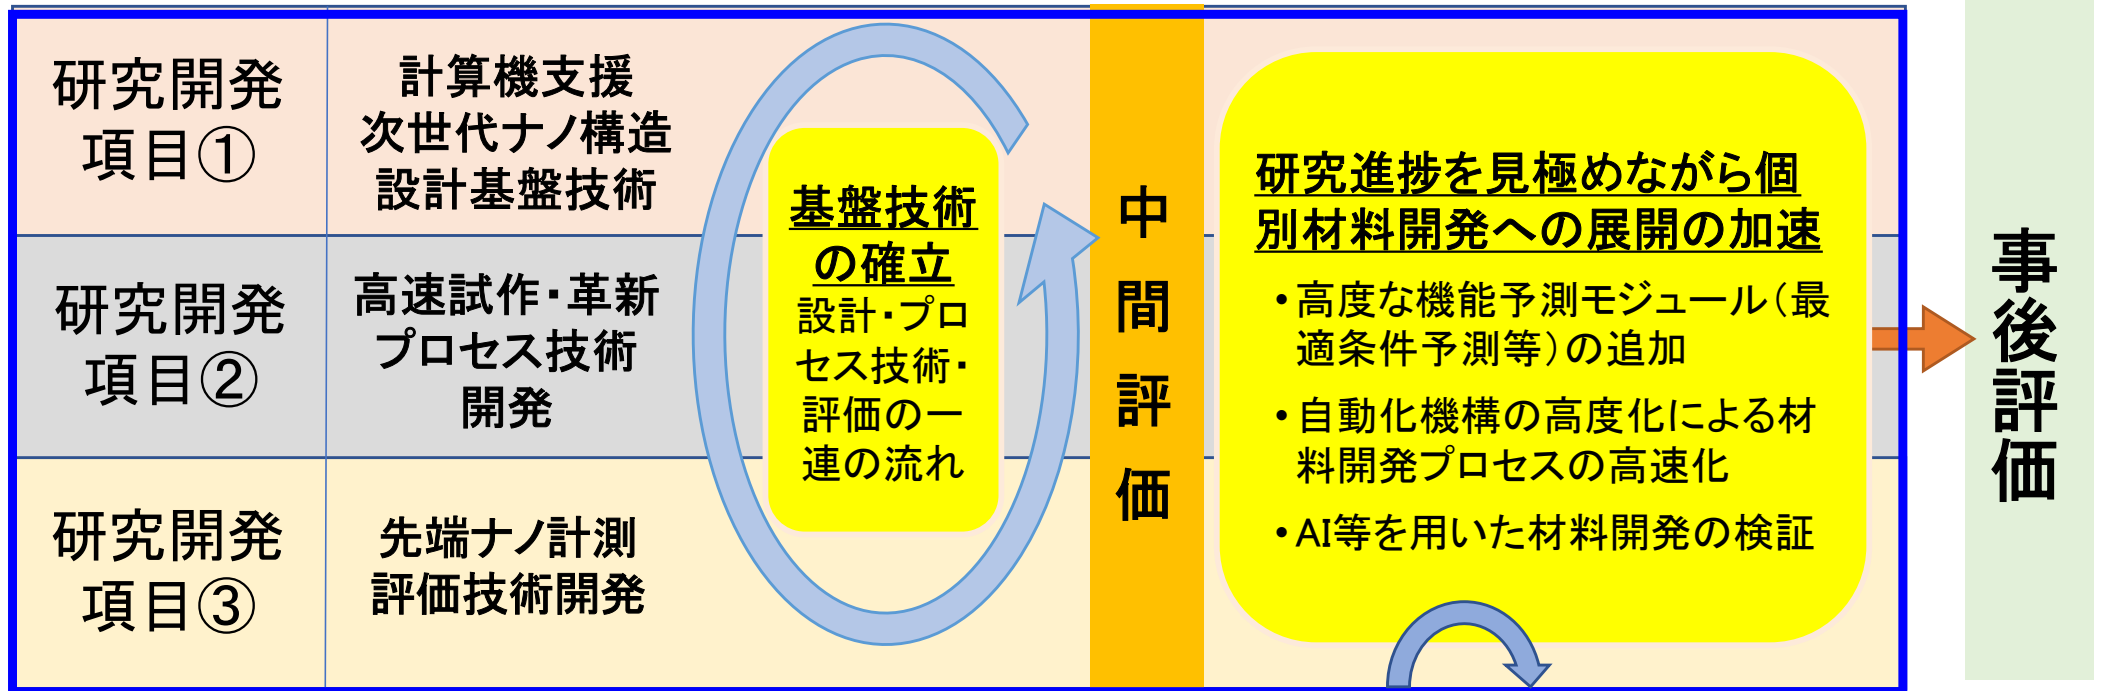 研究開発
項目①
計算機支援
次世代ナノ構造
設計基盤技術
研究開発
項目②
高速試作・革新
プロセス技術
開発
研究開発
項目③
先端ナノ計測
評価技術開発
基盤技術
の確立
設計・プロ
セス技術・
評価の一
連の流れ
中
間
評
価
研究進捗を見極めながら個
別材料開発への展開の加速
•高度な機能予測モジュール（最
適条件予測等）の追加
•自動化機構の高度化による材
料開発プロセスの高速化
•AI等を用いた材料開発の検証
事
後
評
価